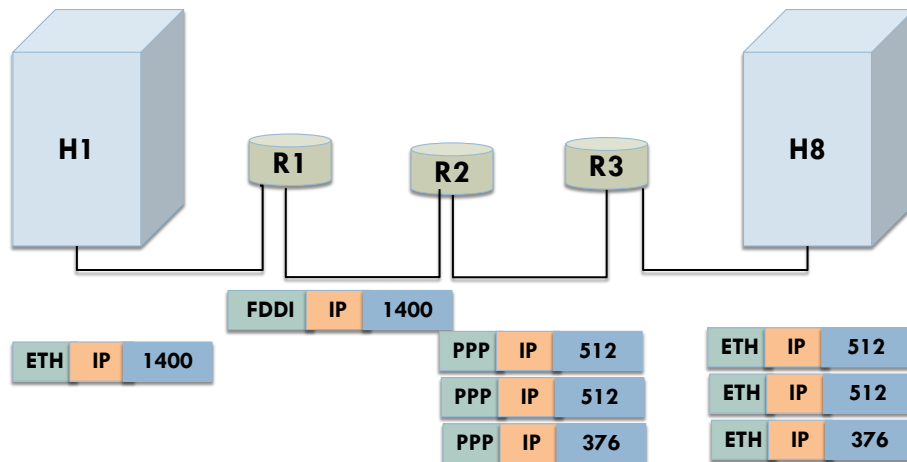 H1
R1
R2
R3
H8
FDDI IP 1400
ETH IP 1400
PPP IP 512
PPP IP 512
PPP IP 376
ETH IP 512
ETH IP 512
ETH IP 376